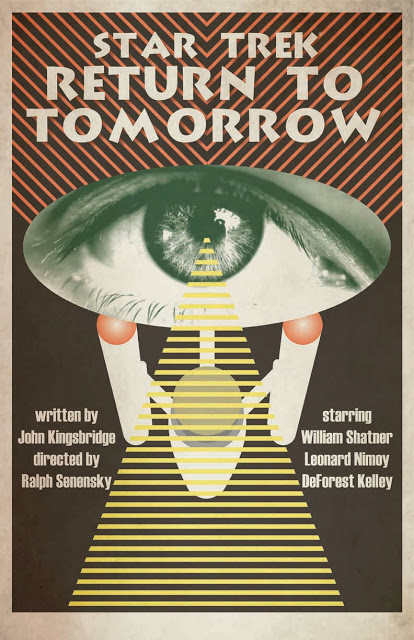 STAR TREK
RETURN TO
TOMORROW
written by
John Kingsbridge
directed by
Ralph Senensky
starring
William Shatner
Leonard Nimoy
DeForest Kelley